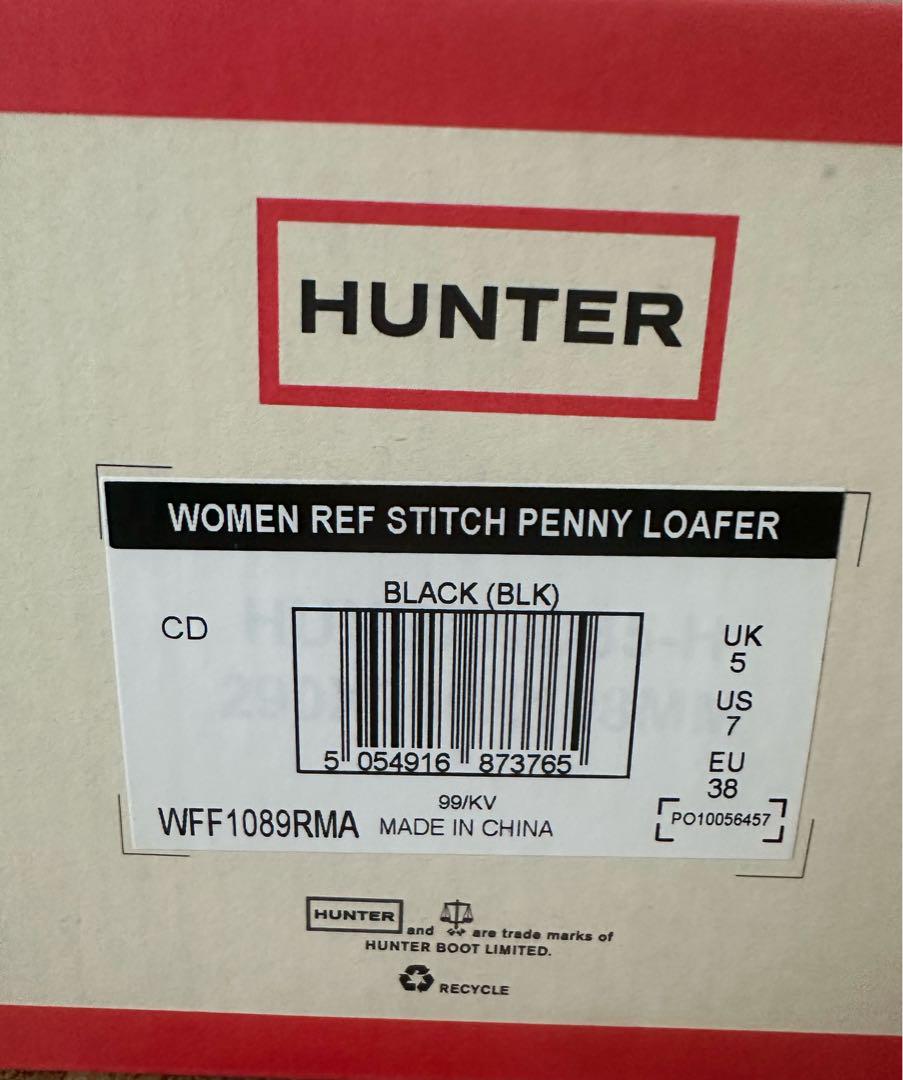 HUNTER
WOMEN REF STITCH PENNY LOAFER
BLACK (BLK)
CD
UK
5
US
7
EU
38
5 054916 873765
99/KV
WFF1089RMA MADE IN CHINA
PO10056457
HUNTER and are trade marks of
HUNTER BOOT LIMITED.
RECYCLE